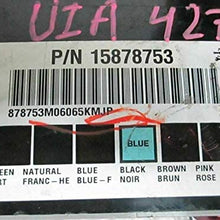 UIA 427
P/N 15878753
878753M06065KMJP
BLUE
NATURAL BLUE BLACK BROWN PINK
FRANC-HE BLUE-F NOIR BRUN ROSE